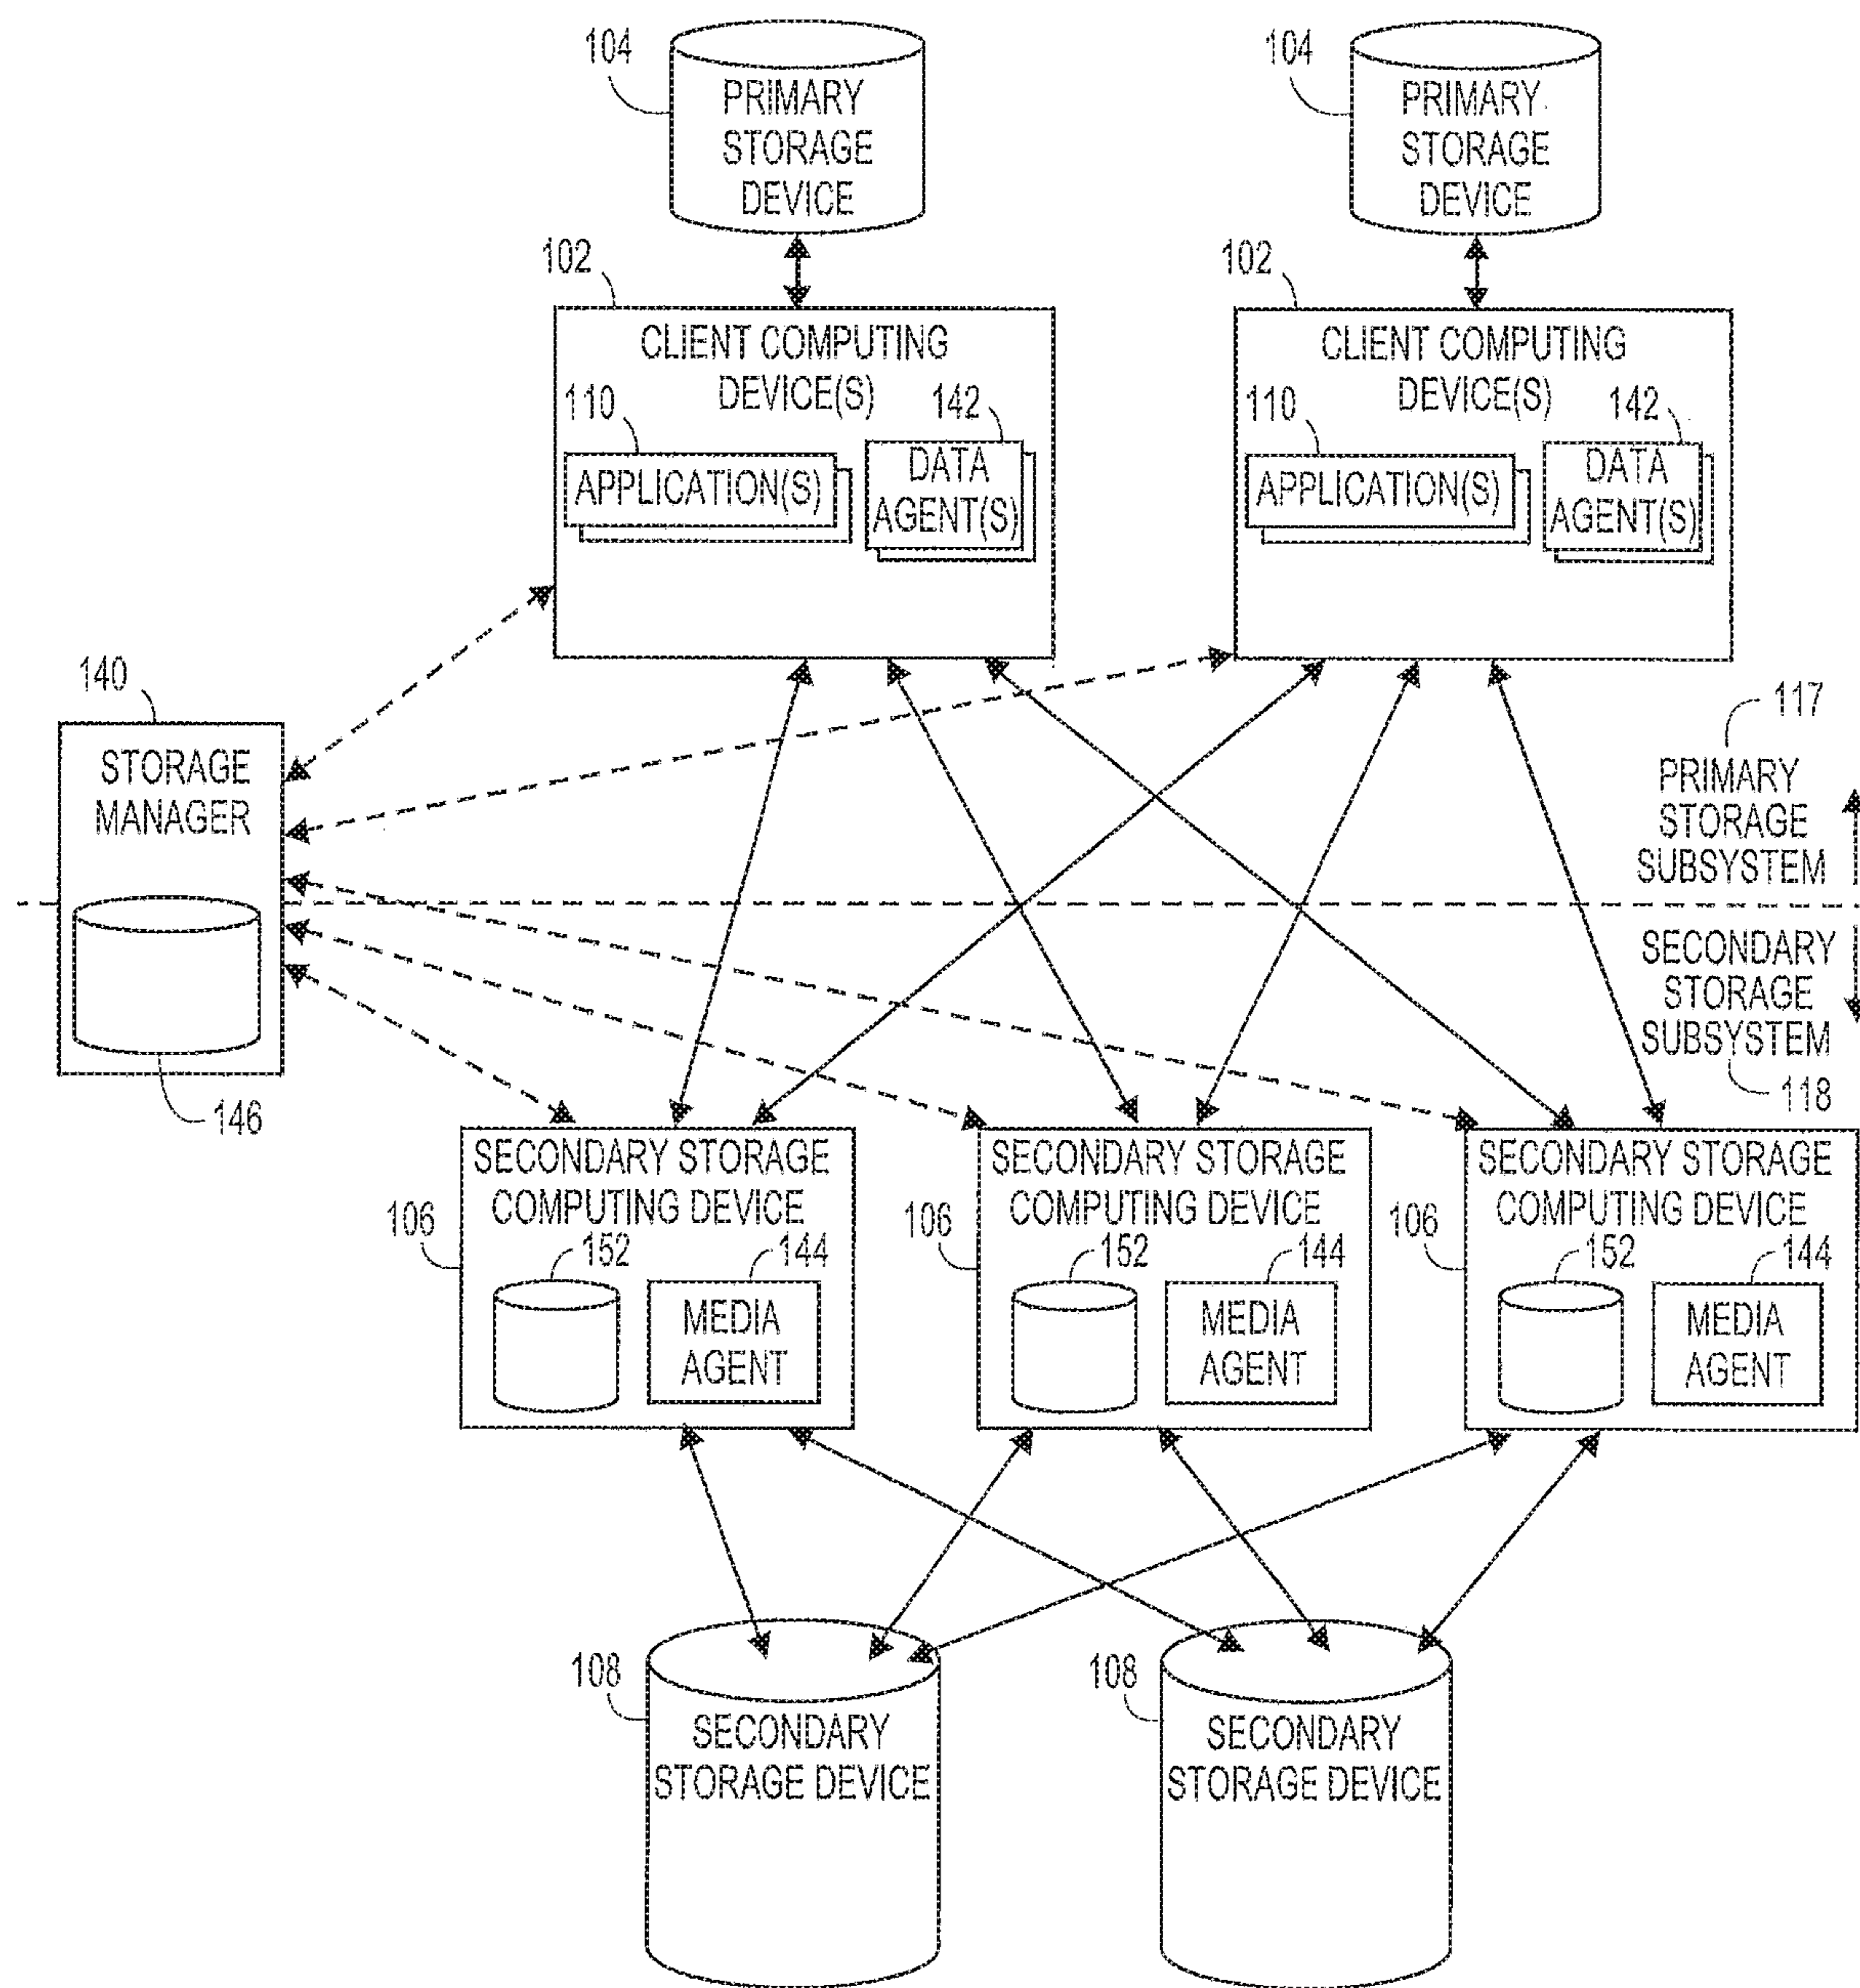 104
PRIMARY
STORAGE
DEVICE
104
PRIMARY
STORAGE
DEVICE
102
CLIENT COMPUTING
DEVICE(S)
110
APPLICATION(S)
142
DATA
AGENT(S)
102
CLIENT COMPUTING
DEVICE(S)
110
APPLICATION(S)
142
DATA
AGENT(S)
140
STORAGE
MANAGER
146
117
PRIMARY
STORAGE
SUBSYSTEM
SECONDARY
STORAGE
SUBSYSTEM
118
106
SECONDARY STORAGE
COMPUTING DEVICE
152
144
MEDIA
AGENT
106
SECONDARY STORAGE
COMPUTING DEVICE
152
144
MEDIA
AGENT
106
SECONDARY STORAGE
COMPUTING DEVICE
152
144
MEDIA
AGENT
108
SECONDARY
STORAGE DEVICE
108
SECONDARY
STORAGE DEVICE